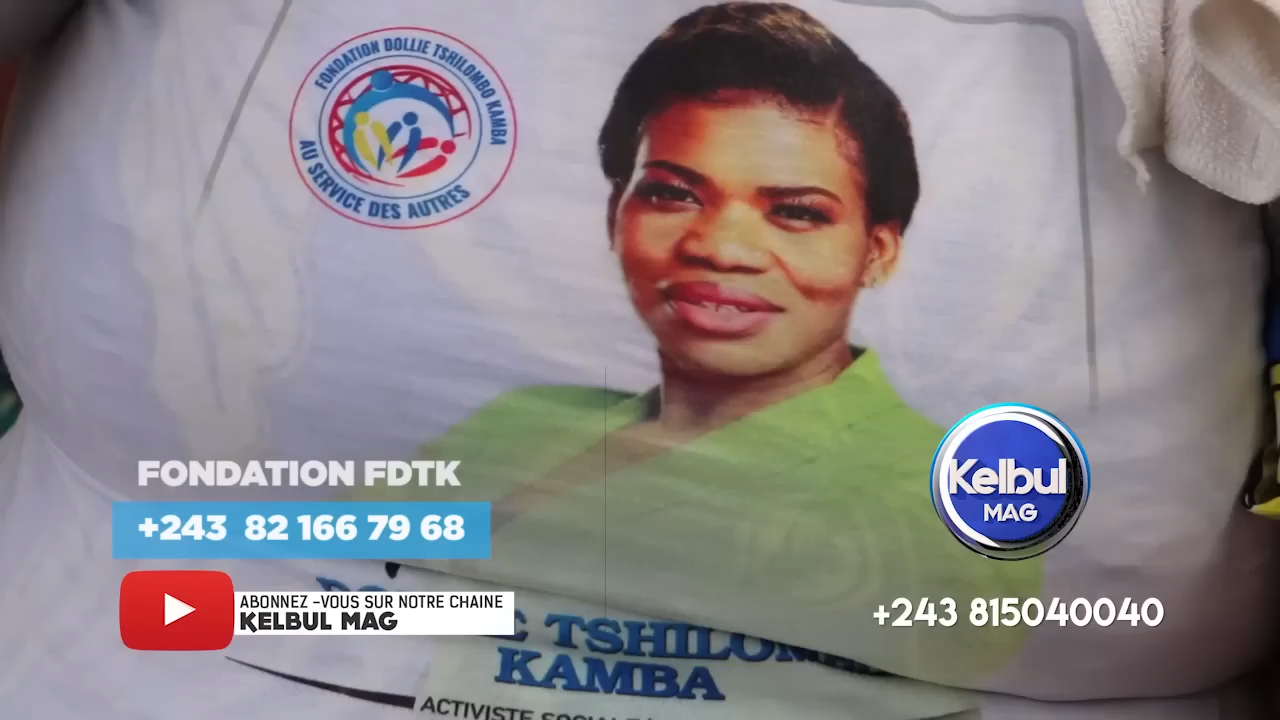 FONDATION DOLLIE TSHILOMBO KAMBA
AU SERVICE DES AUTRES
FONDATION FDTK
+243 82 166 79 68
ABONNEZ -VOUS SUR NOTRE CHAINE
KELBUL MAG
Kelbul
MAG
+243 815040040
TSHILOMBO
KAMBA
ACTIVISTE